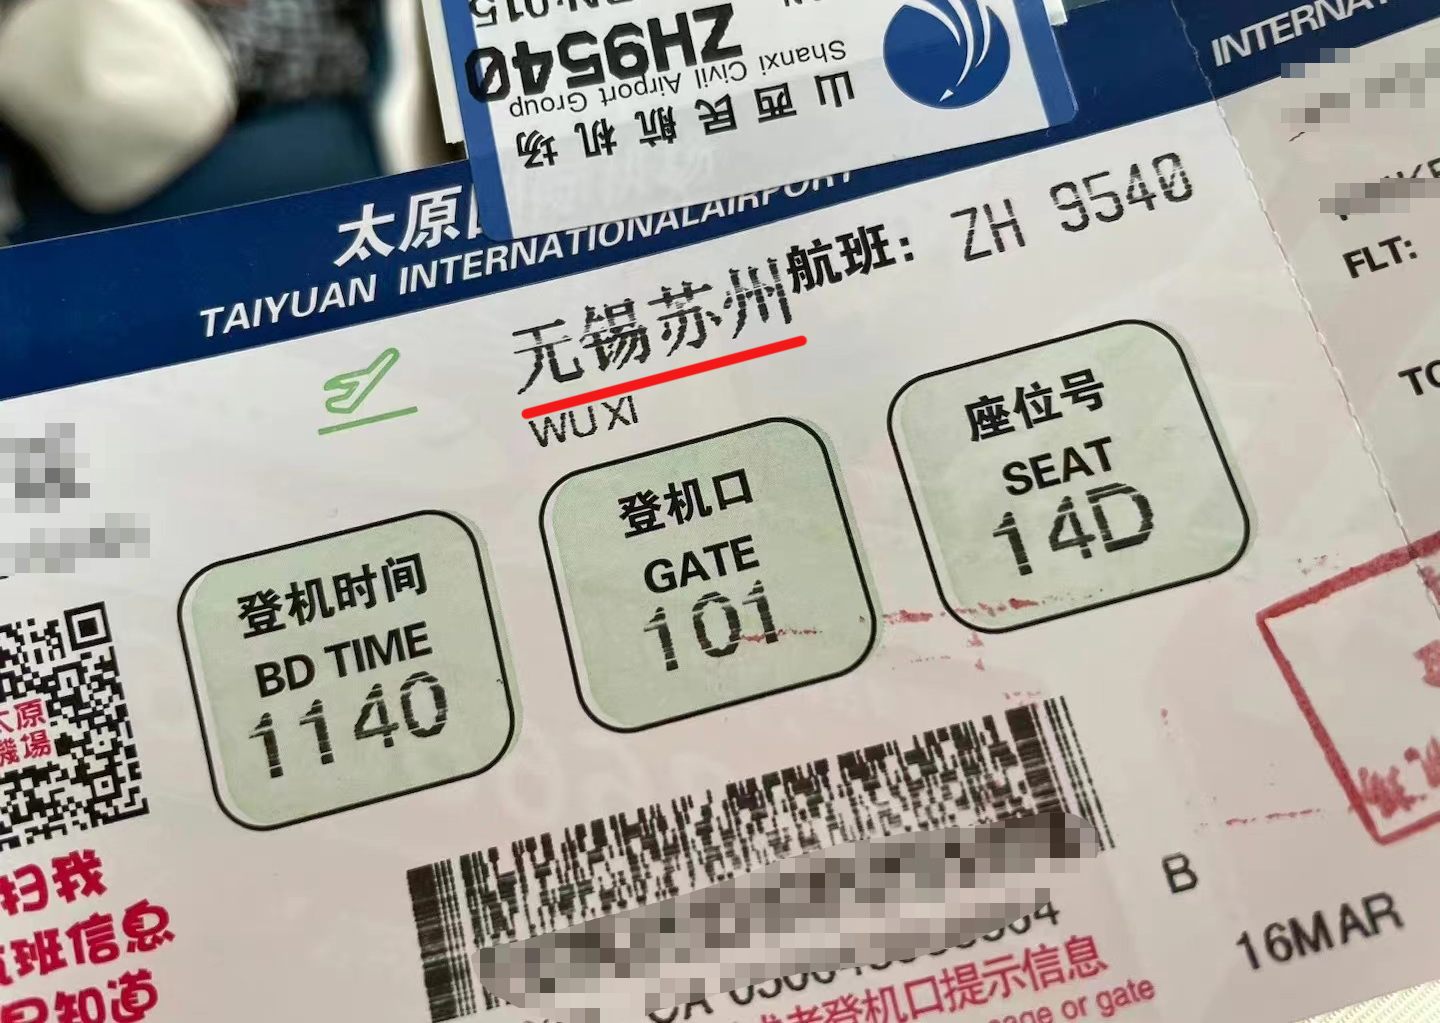 ZH9540
Shanxi Civil Airport Group
山西民航机场
INTERNA
太原
TAIYUAN INTERNATIONAL AIRPORT
无锡苏州 航班: ZH 9540
WU XI
FLT:
TO
登机时间
BD TIME
1140
登机口
GATE
101
座位号
SEAT
14D
太原
機場
扫我
班信息
知道
B
16MAR
登机口提示信息
or gate